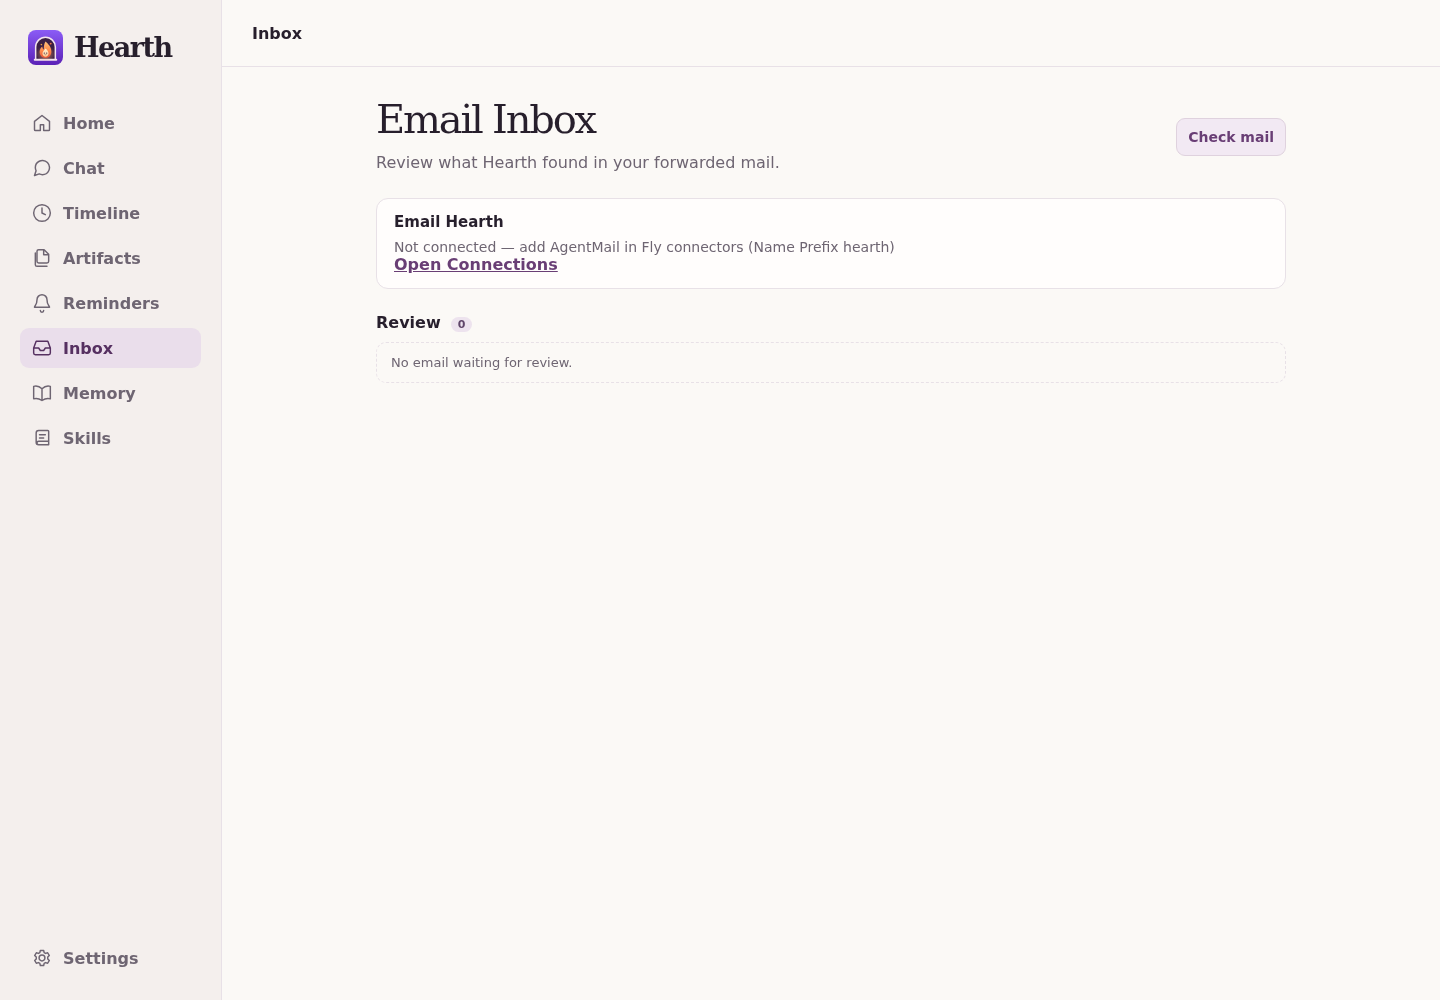 Hearth
Home
Chat
Timeline
Artifacts
Reminders
Inbox
Memory
Skills
Settings
Inbox
Email Inbox
Review what Hearth found in your forwarded mail.
Check mail
Email Hearth
Not connected — add AgentMail in Fly connectors (Name Prefix hearth)
Open Connections
Review 0
No email waiting for review.